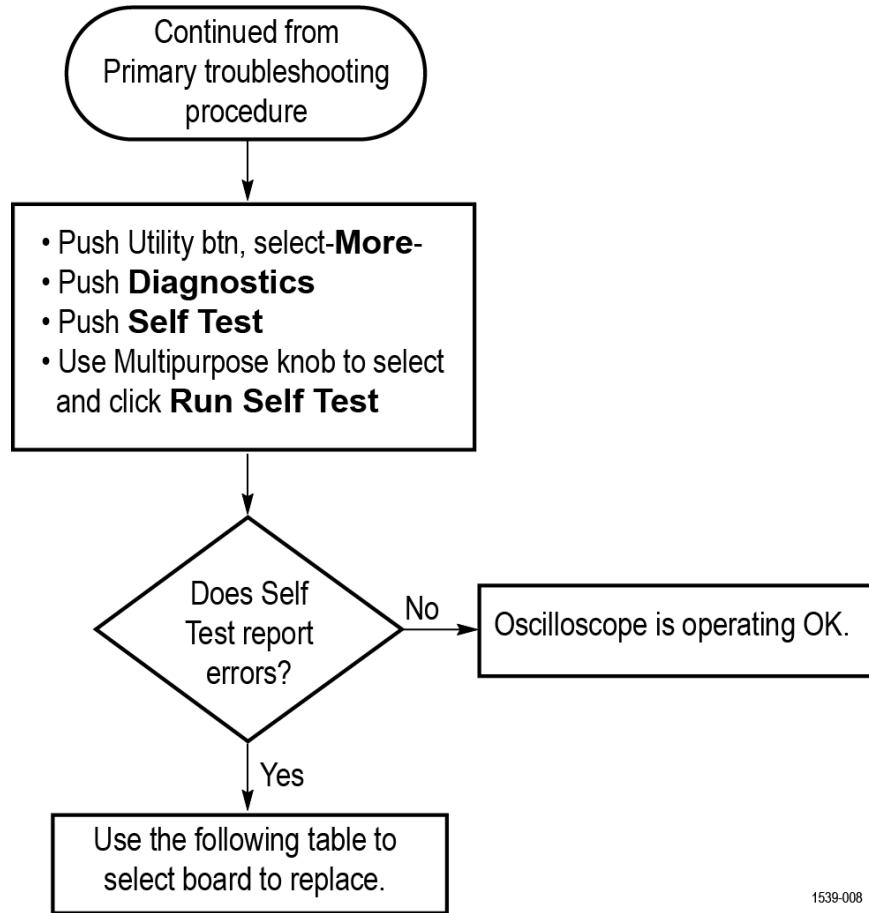 Continued from
Primary troubleshooting
procedure
• Push Utility btn, select-More-
• Push Diagnostics
• Push Self Test
• Use Multipurpose knob to select
and click Run Self Test
Does Self
Test report
errors?
No
Oscilloscope is operating OK.
Yes
Use the following table to
select board to replace.
1539-008